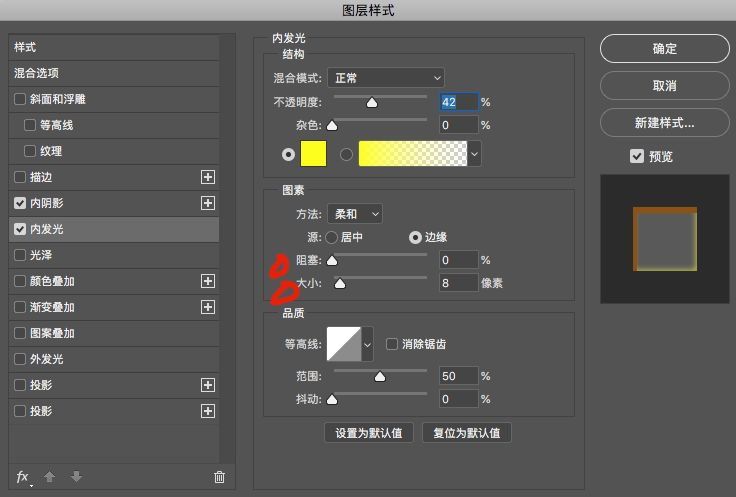 图层样式
样式
混合选项
斜面和浮雕
等高线
纹理
描边
内阴影
内发光
光泽
颜色叠加
渐变叠加
图案叠加
外发光
投影
投影
fx
内发光
结构
混合模式: 正常
不透明度: 42 %
杂色: 0 %
图素
方法: 柔和
源: 居中 边缘
阻塞: 0 %
大小: 8 像素
品质
等高线: 消除锯齿
范围: 50 %
抖动: 0 %
设置为默认值 复位为默认值
确定
取消
新建样式...
预览